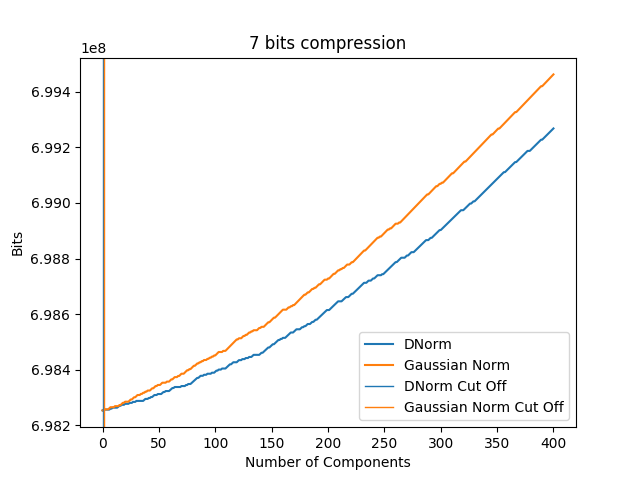 7 bits compression
1e8
6.994
6.992
6.990
6.988
6.986
6.984
6.982
Bits
0 50 100 150 200 250 300 350 400
Number of Components
DNorm
Gaussian Norm
DNorm Cut Off
Gaussian Norm Cut Off